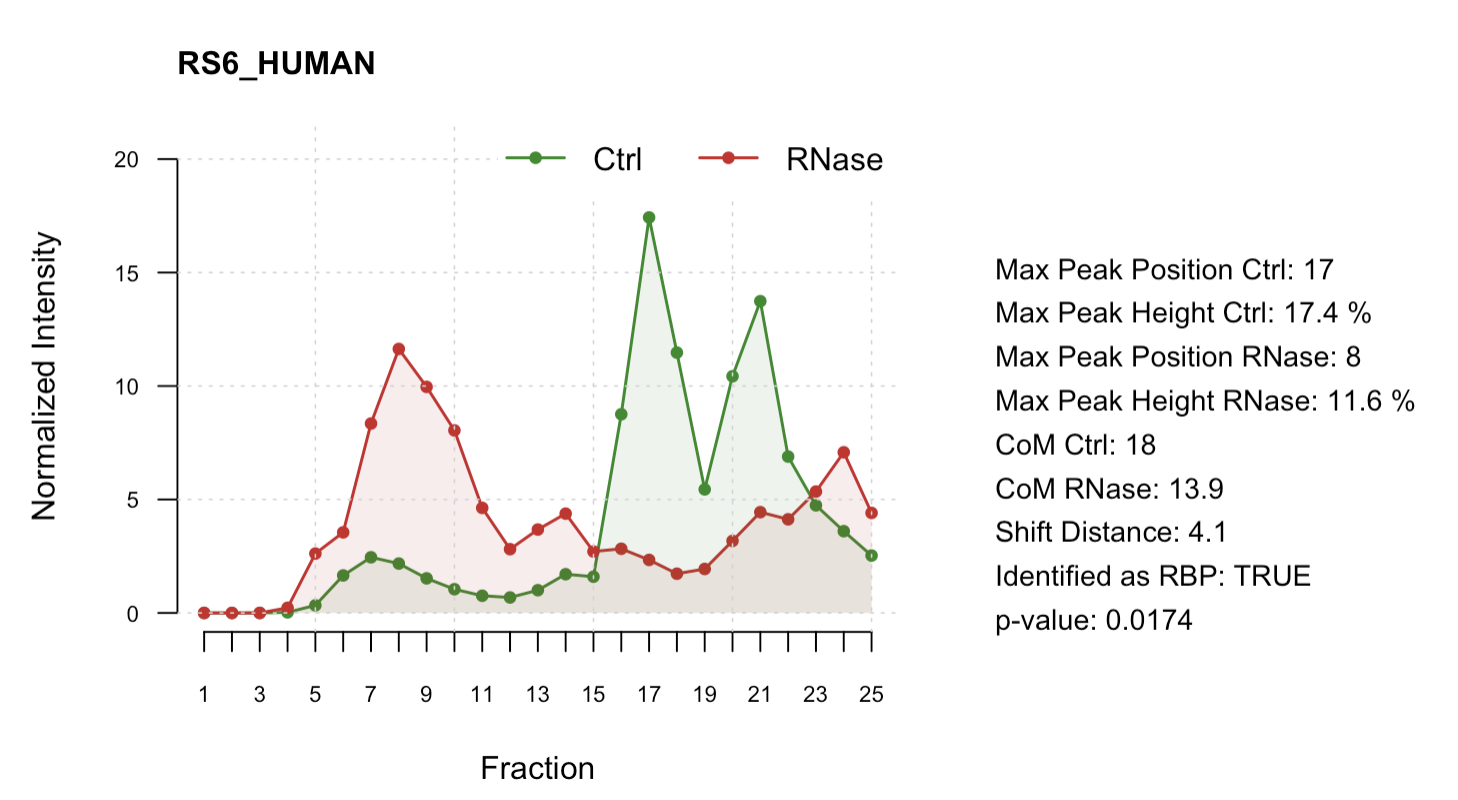 RS6_HUMAN
Ctrl RNase
20
15
10
5
0
Normalized Intensity
1 3 5 7 9 11 13 15 17 19 21 23 25
Fraction
Max Peak Position Ctrl: 17
Max Peak Height Ctrl: 17.4 %
Max Peak Position RNase: 8
Max Peak Height RNase: 11.6 %
CoM Ctrl: 18
CoM RNase: 13.9
Shift Distance: 4.1
Identified as RBP: TRUE
p-value: 0.0174